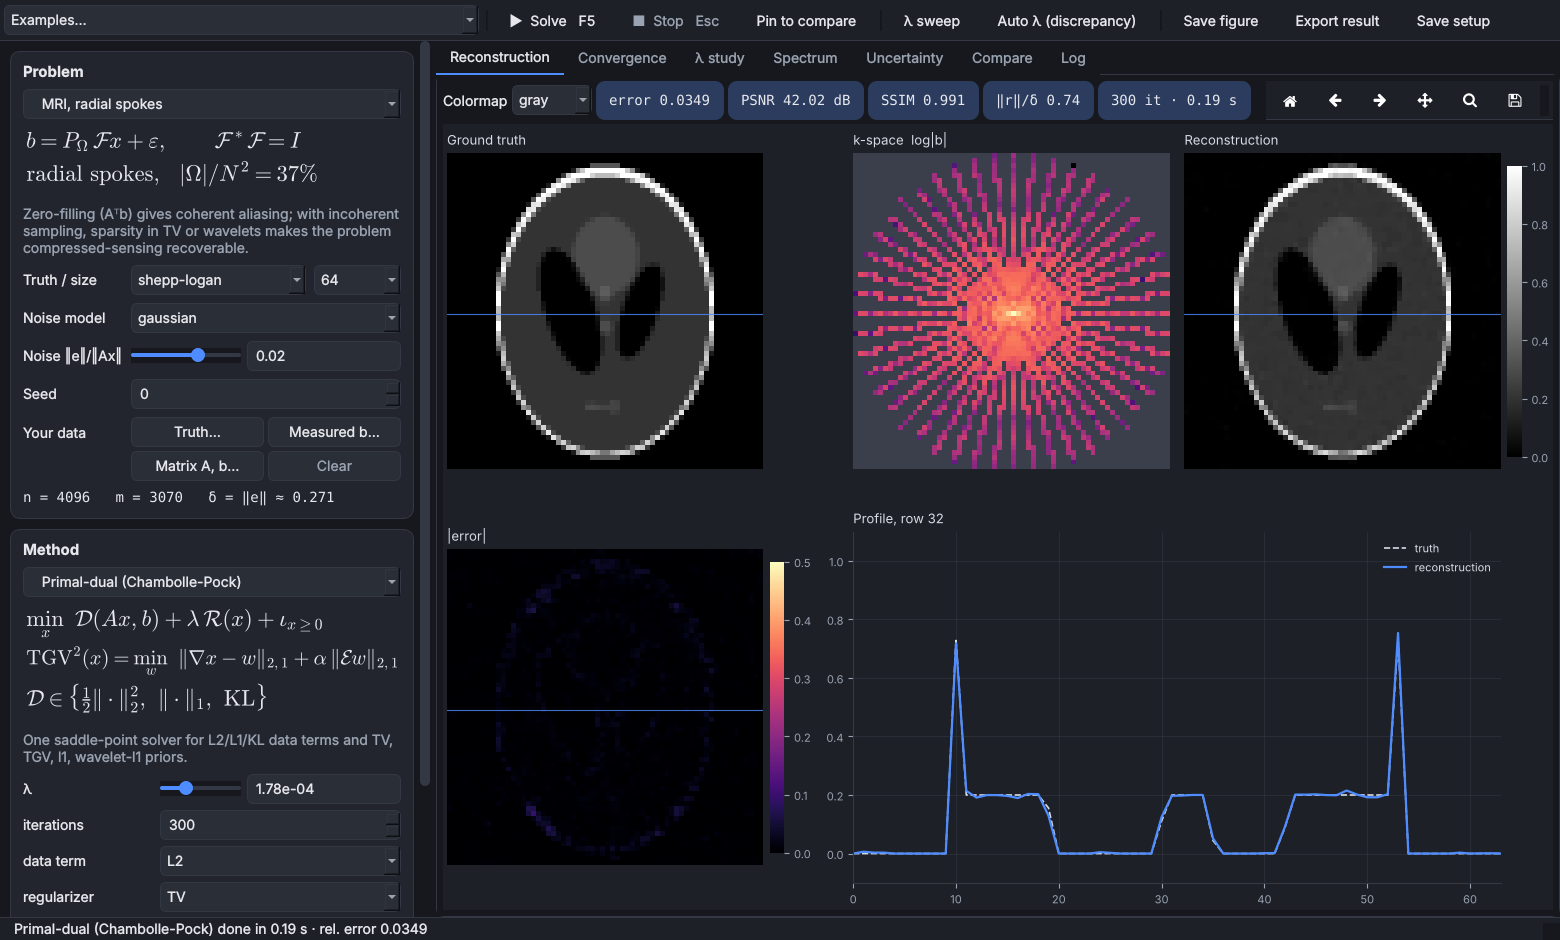 Examples...
Solve F5
Stop Esc
Pin to compare
λ sweep
Auto λ (discrepancy)
Save figure
Export result
Save setup
Problem
MRI, radial spokes
b = P_Ω ℱx + ε,    ℱ* ℱ = I
radial spokes, |Ω|/N² = 37%
Zero-filling (Aᵀb) gives coherent aliasing; with incoherent
sampling, sparsity in TV or wavelets makes the problem
compressed-sensing recoverable.
Truth / size shepp-logan 64
Noise model gaussian
Noise ‖e‖/‖Ax‖ 0.02
Seed 0
Your data Truth... Measured b...
Matrix A, b... Clear
n = 4096 m = 3070 δ = ‖e‖ ≈ 0.271
Method
Primal-dual (Chambolle-Pock)
min_x 𝒟(Ax, b) + λ ℛ(x) + ι_{x ≥ 0}
TGV²(x) = min_w ‖∇x − w‖_{2,1} + α ‖ℰw‖_{2,1}
𝒟 ∈ {½‖·‖₂², ‖·‖₁, KL}
One saddle-point solver for L2/L1/KL data terms and TV,
TGV, l1, wavelet-l1 priors.
λ 1.78e-04
iterations 300
data term L2
regularizer TV
Reconstruction Convergence λ study Spectrum Uncertainty Compare Log
Colormap gray
error 0.0349
PSNR 42.02 dB
SSIM 0.991
‖r‖/δ 0.74
300 it · 0.19 s
Ground truth
k-space log|b|
Reconstruction
1.0
0.8
0.6
0.4
0.2
0.0
|error|
0.5
0.4
0.3
0.2
0.1
0.0
Profile, row 32
truth
reconstruction
1.0
0.8
0.6
0.4
0.2
0.0
0 10 20 30 40 50 60
Primal-dual (Chambolle-Pock) done in 0.19 s · rel. error 0.0349